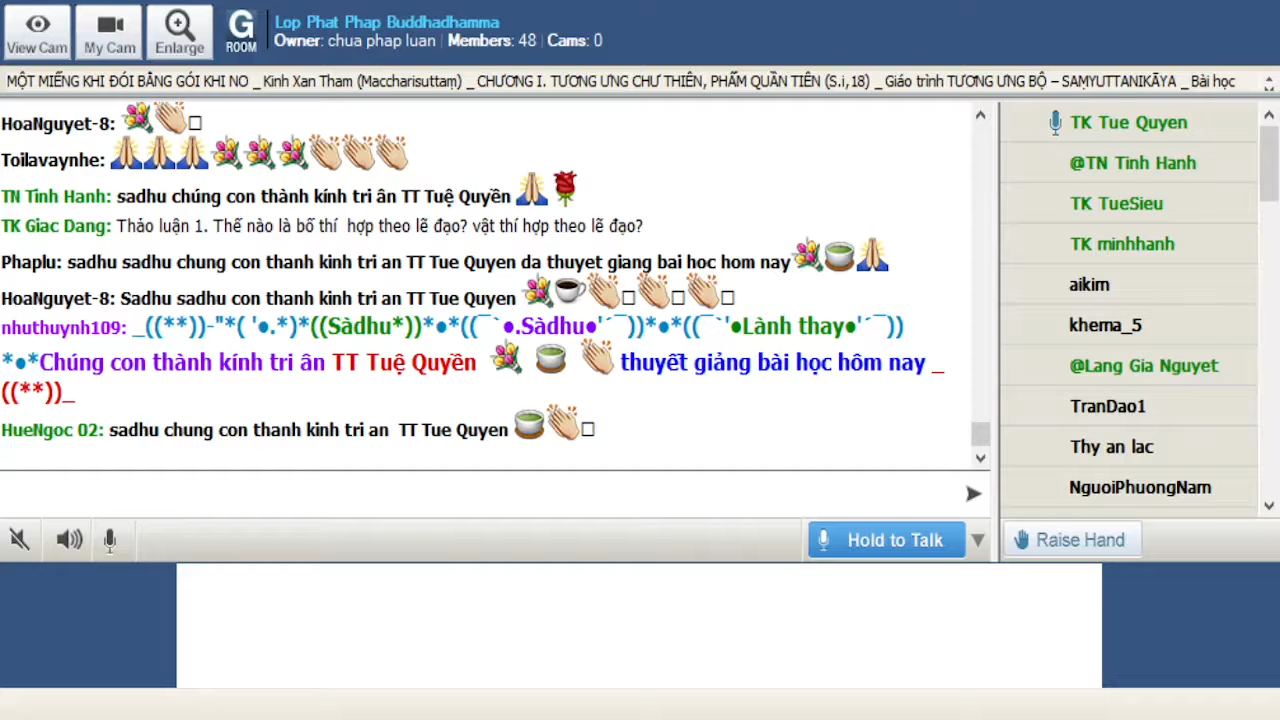 View Cam
My Cam
Enlarge
G
ROOM
Lop Phat Phap Buddhadhamma
Owner: chua phap luan | Members: 48 | Cams: 0
MỘT MIẾNG KHI ĐÓI BẰNG GÓI KHI NO _ Kinh Xan Tham (Maccharisuttaṃ) _ CHƯƠNG I. TƯƠNG ƯNG CHƯ THIÊN, PHẨM QUẦN TIÊN (S.i,18) _ Giáo trình TƯƠNG ƯNG BỘ – SAṂYUTTANIKĀYA _ Bài học
HoaNguyet-8:
Toilavaynhe:
TN Tinh Hanh: sadhu chúng con thành kính tri ân TT Tuệ Quyền
TK Giac Dang: Thảo luận 1. Thế nào là bố thí hợp theo lẽ đạo? vật thí hợp theo lẽ đạo?
Phaplu: sadhu sadhu chung con thanh kinh tri an TT Tue Quyen da thuyet giang bai hoc hom nay
HoaNguyet-8: Sadhu sadhu con thanh kinh tri an TT Tue Quyen
nhuthuynh109: _((**))-"*( '●.*)*((Sàdhu*))*●*((¯`●.Sàdhu●'´¯))*●*((¯`'●Lành thay●'´¯))
*●*Chúng con thành kính tri ân TT Tuệ Quyền thuyết giảng bài học hôm nay _
((**))_
HueNgoc 02: sadhu chung con thanh kinh tri an TT Tue Quyen
Hold to Talk
TK Tue Quyen
@TN Tinh Hanh
TK TueSieu
TK minhhanh
aikim
khema_5
@Lang Gia Nguyet
TranDao1
Thy an lac
NguoiPhuongNam
Raise Hand